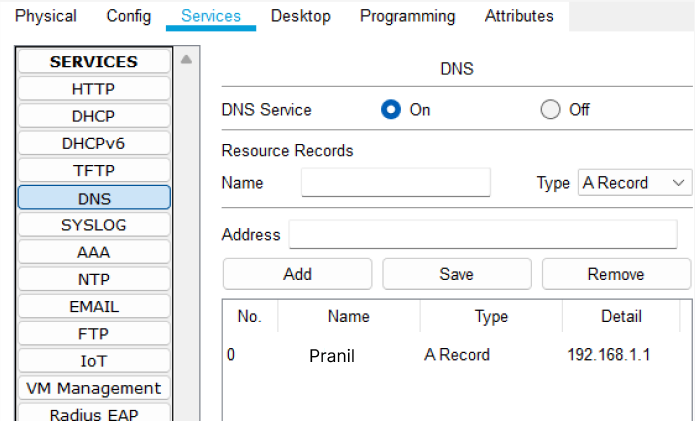 Physical Config Services Desktop Programming Attributes
SERVICES
HTTP
DHCP
DHCPv6
TFTP
DNS
SYSLOG
AAA
NTP
EMAIL
FTP
IoT
VM Management
Radius EAP
DNS
DNS Service On Off
Resource Records
Name Type A Record
Address
Add Save Remove
No. Name Type Detail
0 Pranil A Record 192.168.1.1